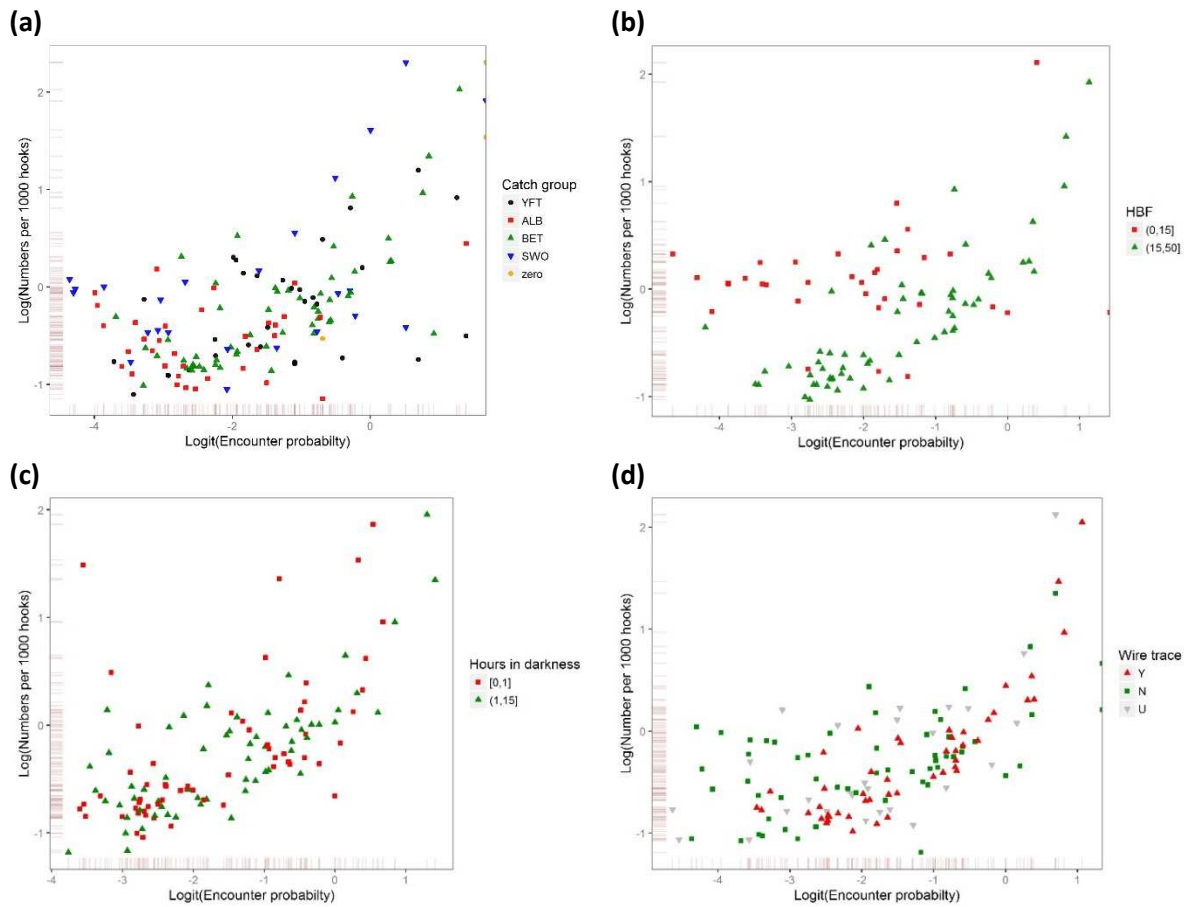 (a)
2
1
0
-1
-4
-2
0
Log(Numbers per 1000 hooks)
Logit(Encounter probabilty)
Catch group
YFT
ALB
BET
SWO
zero
(b)
2
1
0
-1
-4
-3
-2
-1
0
1
Log(Numbers per 1000 hooks)
Logit(Encounter probabilty)
HBF
(0,15]
(15,50]
(c)
2
1
0
-1
-4
-3
-2
-1
0
1
Log(Numbers per 1000 hooks)
Logit(Encounter probabilty)
Hours in darkness
[0,1]
(1,15]
(d)
2
1
0
-1
-4
-3
-2
-1
0
1
Log(Number per 1000 hooks)
Logit(Encounter probabilty)
Wire trace
Y
N
U